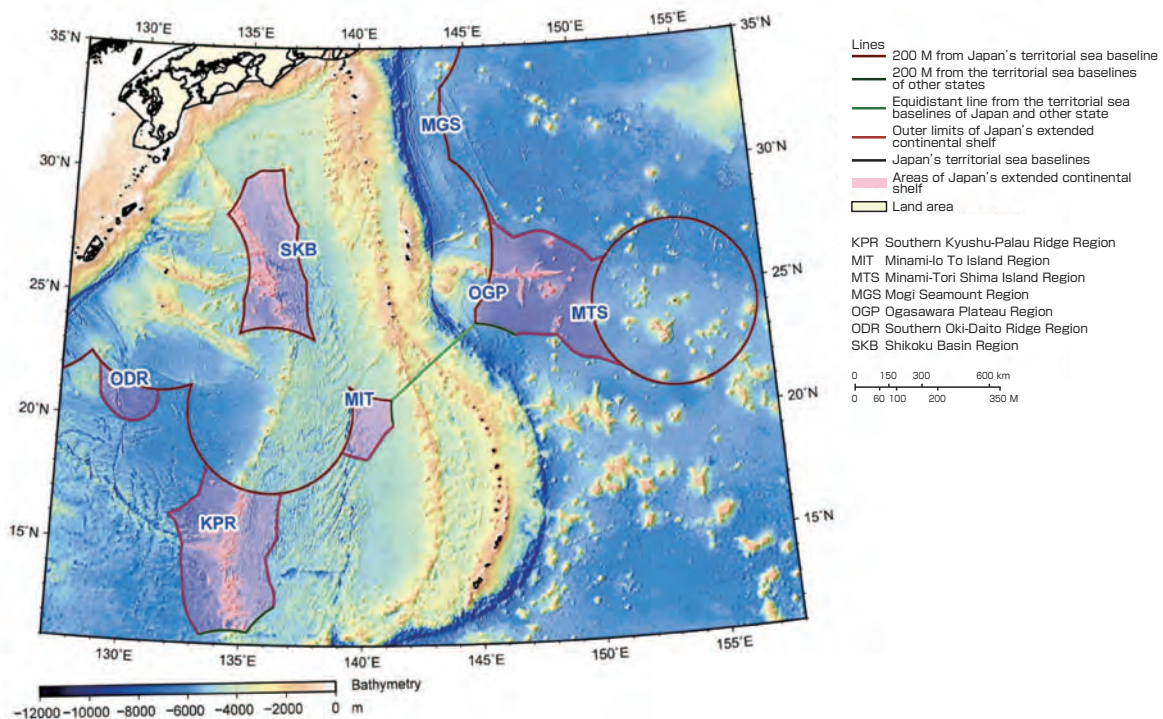 130°E 135°E 140°E 145°E 150°E 155°E
35°N 35°N
MGS
30°N 30°N
SKB
25°N OGP 25°N
MTS
ODR
20°N MIT 20°N
KPR
15°N 15°N
130°E 135°E 140°E 145°E 150°E 155°E
Bathymetry
−12000 −10000 −8000 −6000 −4000 −2000 0 m
Lines
200 M from Japan's territorial sea baseline
200 M from the territorial sea baselines
of other states
Equidistant line from the territorial sea
baselines of Japan and other state
Outer limits of Japan's extended
continental shelf
Japan's territorial sea baselines
Areas of Japan's extended continental
shelf
Land area
KPR Southern Kyushu-Palau Ridge Region
MIT Minami-Io To Island Region
MTS Minami-Tori Shima Island Region
MGS Mogi Seamount Region
OGP Ogasawara Plateau Region
ODR Southern Oki-Daito Ridge Region
SKB Shikoku Basin Region
0 150 300 600 km
0 60 100 200 350 M